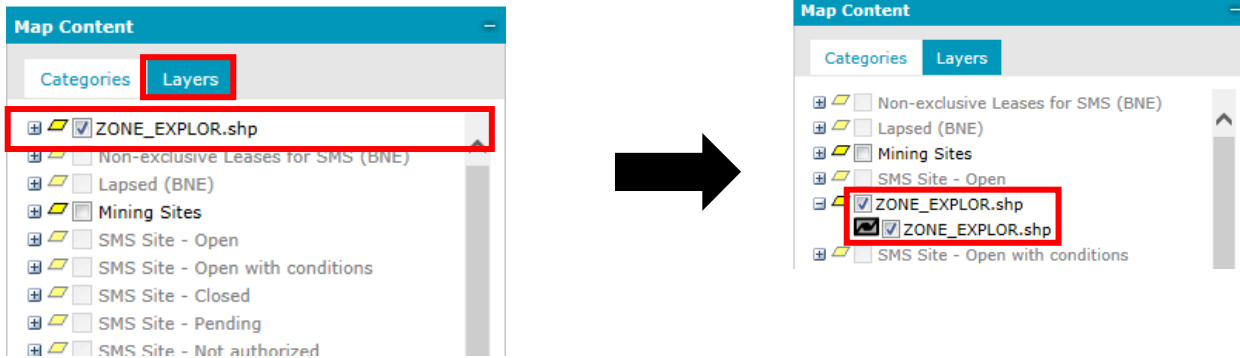 Map Content
Categories Layers
ZONE_EXPLOR.shp
Non-exclusive Leases for SMS (BNE)
Lapsed (BNE)
Mining Sites
SMS Site - Open
SMS Site - Open with conditions
SMS Site - Closed
SMS Site - Pending
SMS Site - Not authorized
Map Content
Categories Layers
Non-exclusive Leases for SMS (BNE)
Lapsed (BNE)
Mining Sites
SMS Site - Open
ZONE_EXPLOR.shp
ZONE_EXPLOR.shp
SMS Site - Open with conditions